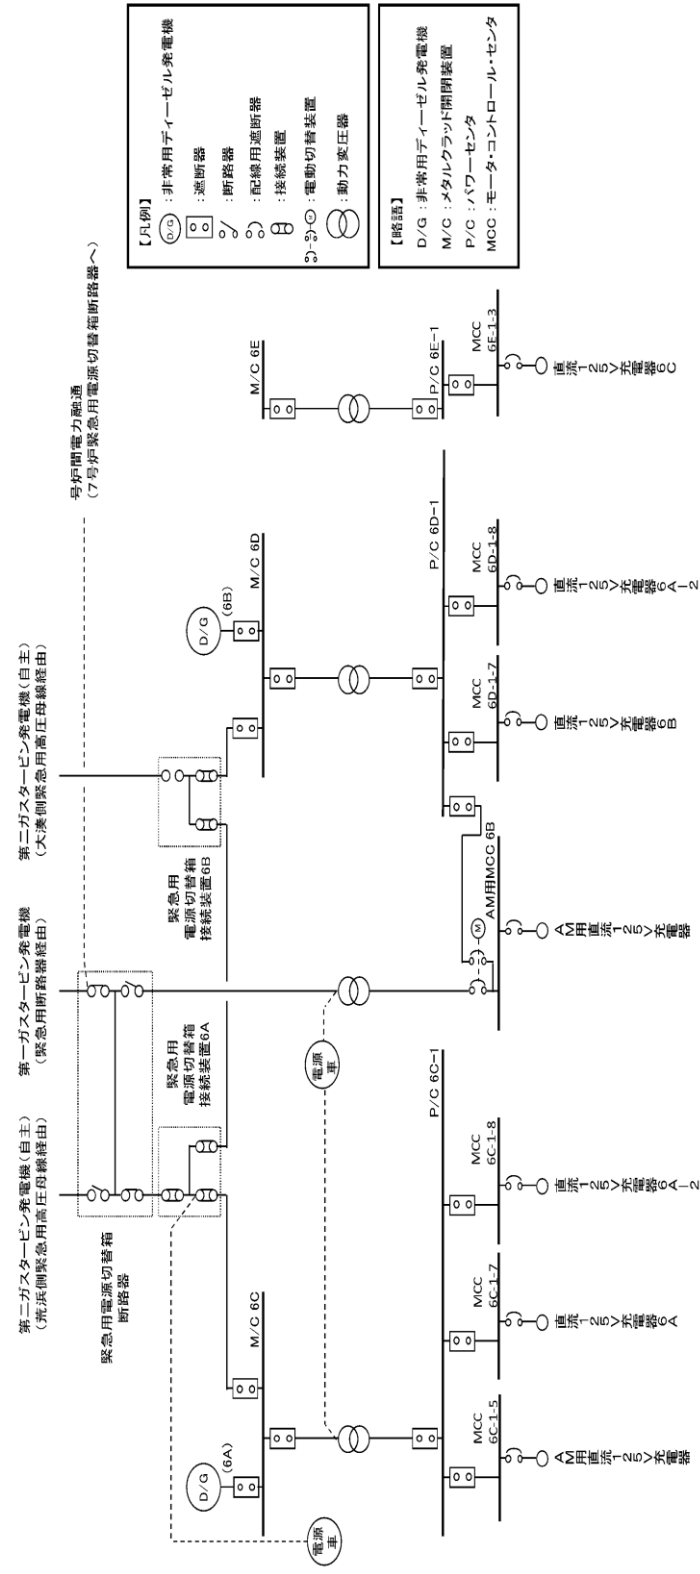 第二ガスタービン発電機(自主)
(荒浜側緊急用高圧母線経由)
第一ガスタービン発電機
(緊急用断路器経由)
第二ガスタービン発電機(自主)
(大湊側緊急用高圧母線経由)
号炉間電力融通
(7号炉緊急用電源切替箱断路器へ)
緊急用電源切替箱
断路器
緊急用
電源切替箱
接続装置6A
緊急用
電源切替箱
接続装置6B
D/G
(6A)
M/C 6C
D/G
(6B)
M/C 6D
M/C 6E
電源
車
電源
車
P/C 6C-1
P/C 6D-1
P/C 6E-1
M
AM用MCC 6B
MCC
6C-1-5
MCC
6C-1-7
MCC
6C-1-8
MCC
6D-1-7
MCC
6D-1-8
MCC
6E-1-3
AM用直流125V充電器
直流125V充電器6A
直流125V充電器6A-2
AM用直流125V充電器
直流125V充電器6B
直流125V充電器6A-2
直流125V充電器6C
【凡例】
D/G :非常用ディーゼル発電機
:遮断器
:断路器
:配線用遮断器
:接続装置
M :電動切替装置
:動力変圧器
【略語】
D/G :非常用ディーゼル発電機
M/C :メタルクラッド開閉装置
P/C :パワーセンタ
MCC :モータ・コントロール・センタ